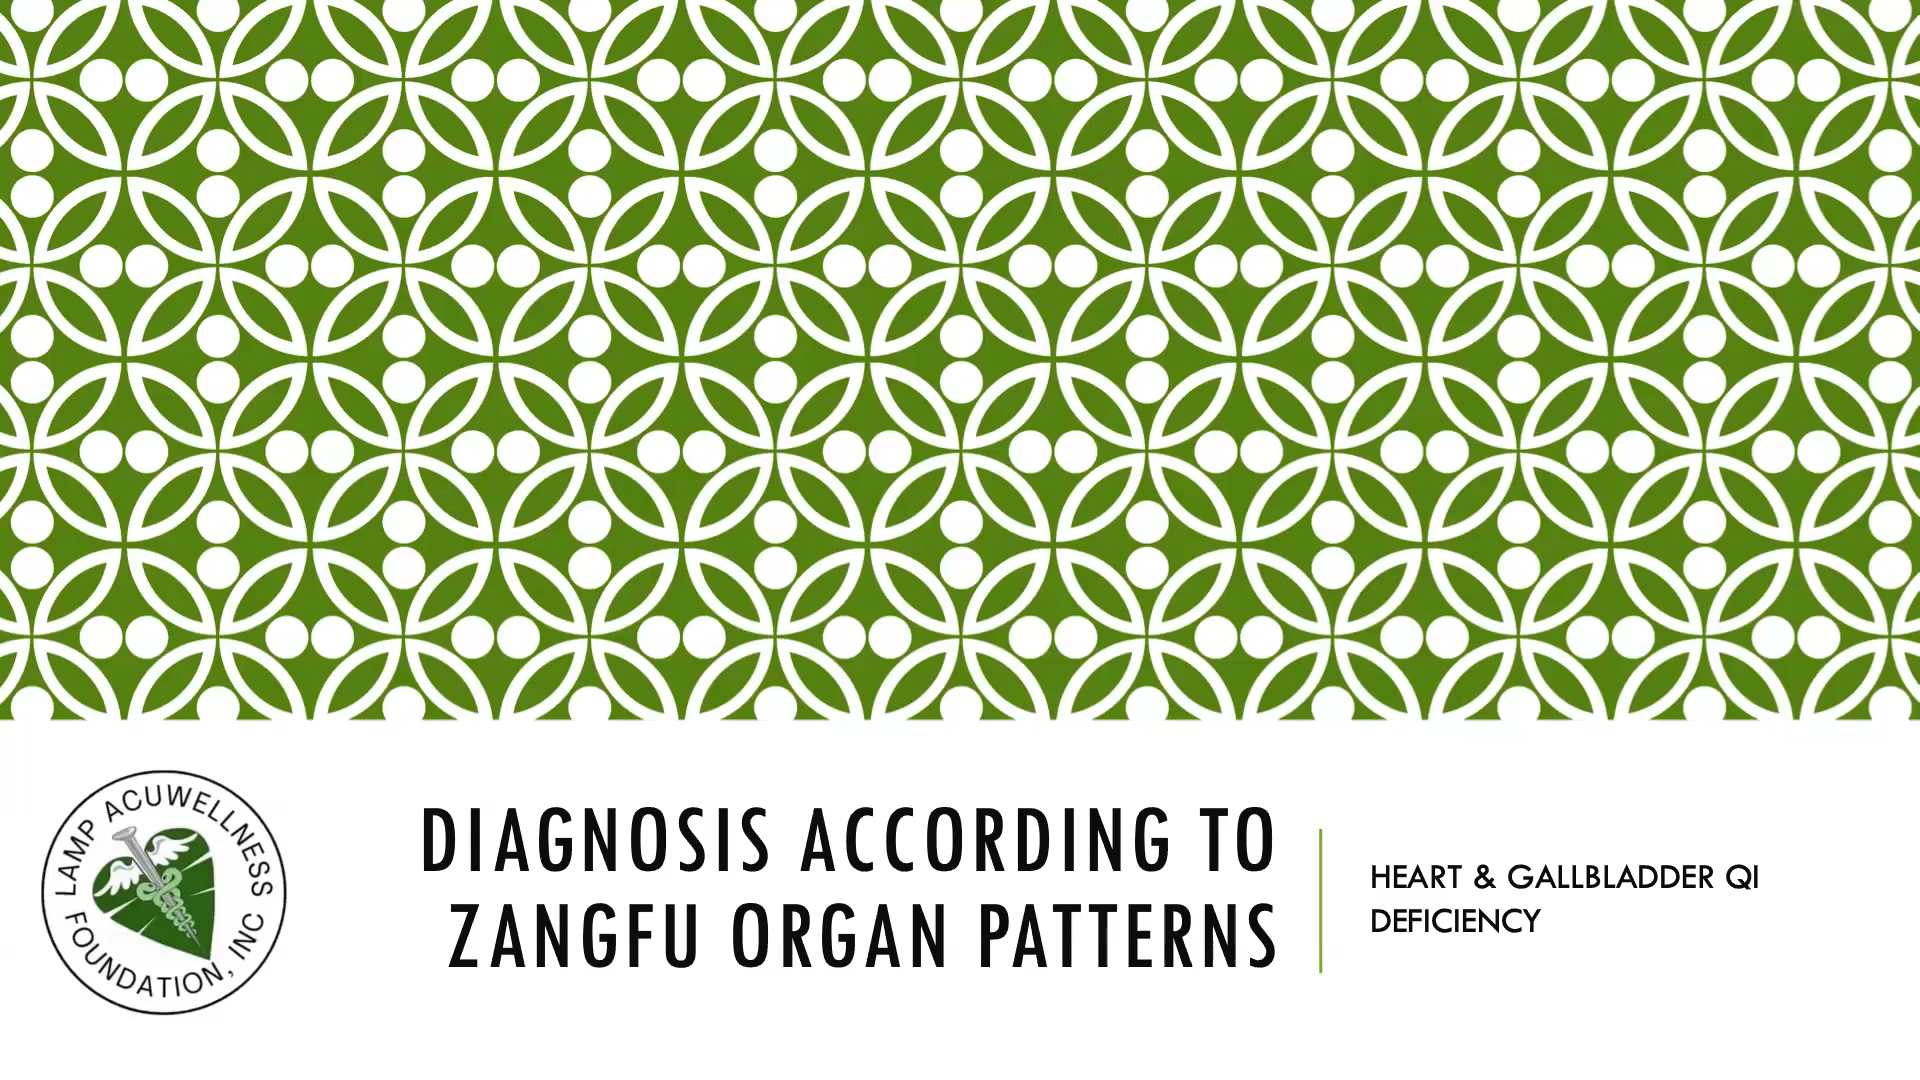 LAMP ACUWELLNESS
FOUNDATION, INC
DIAGNOSIS ACCORDING TO
ZANGFU ORGAN PATTERNS
HEART & GALLBLADDER QI
DEFICIENCY